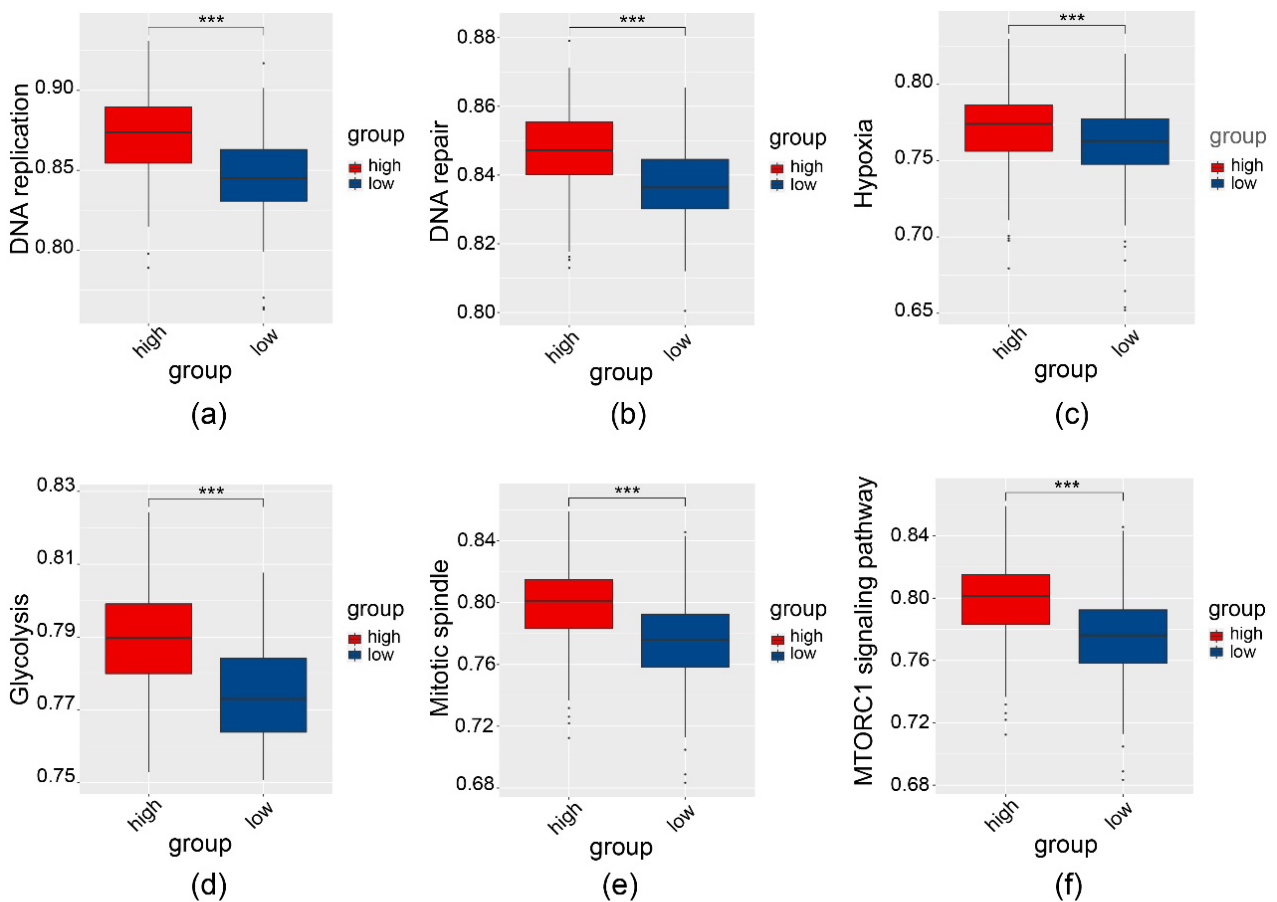 ***
DNA replication
0.90
0.85
0.80
high
low
group
group
high
low
(a)
***
DNA repair
0.88
0.86
0.84
0.82
0.80
high
low
group
group
high
low
(b)
***
Hypoxia
0.80
0.75
0.70
0.65
high
low
group
group
high
low
(c)
***
Glycolysis
0.83
0.81
0.79
0.77
0.75
high
low
group
group
high
low
(d)
***
Mitotic spindle
0.84
0.80
0.76
0.72
0.68
high
low
group
group
high
low
(e)
***
MTORC1 signaling pathway
0.84
0.80
0.76
0.72
0.68
high
low
group
group
high
low
(f)